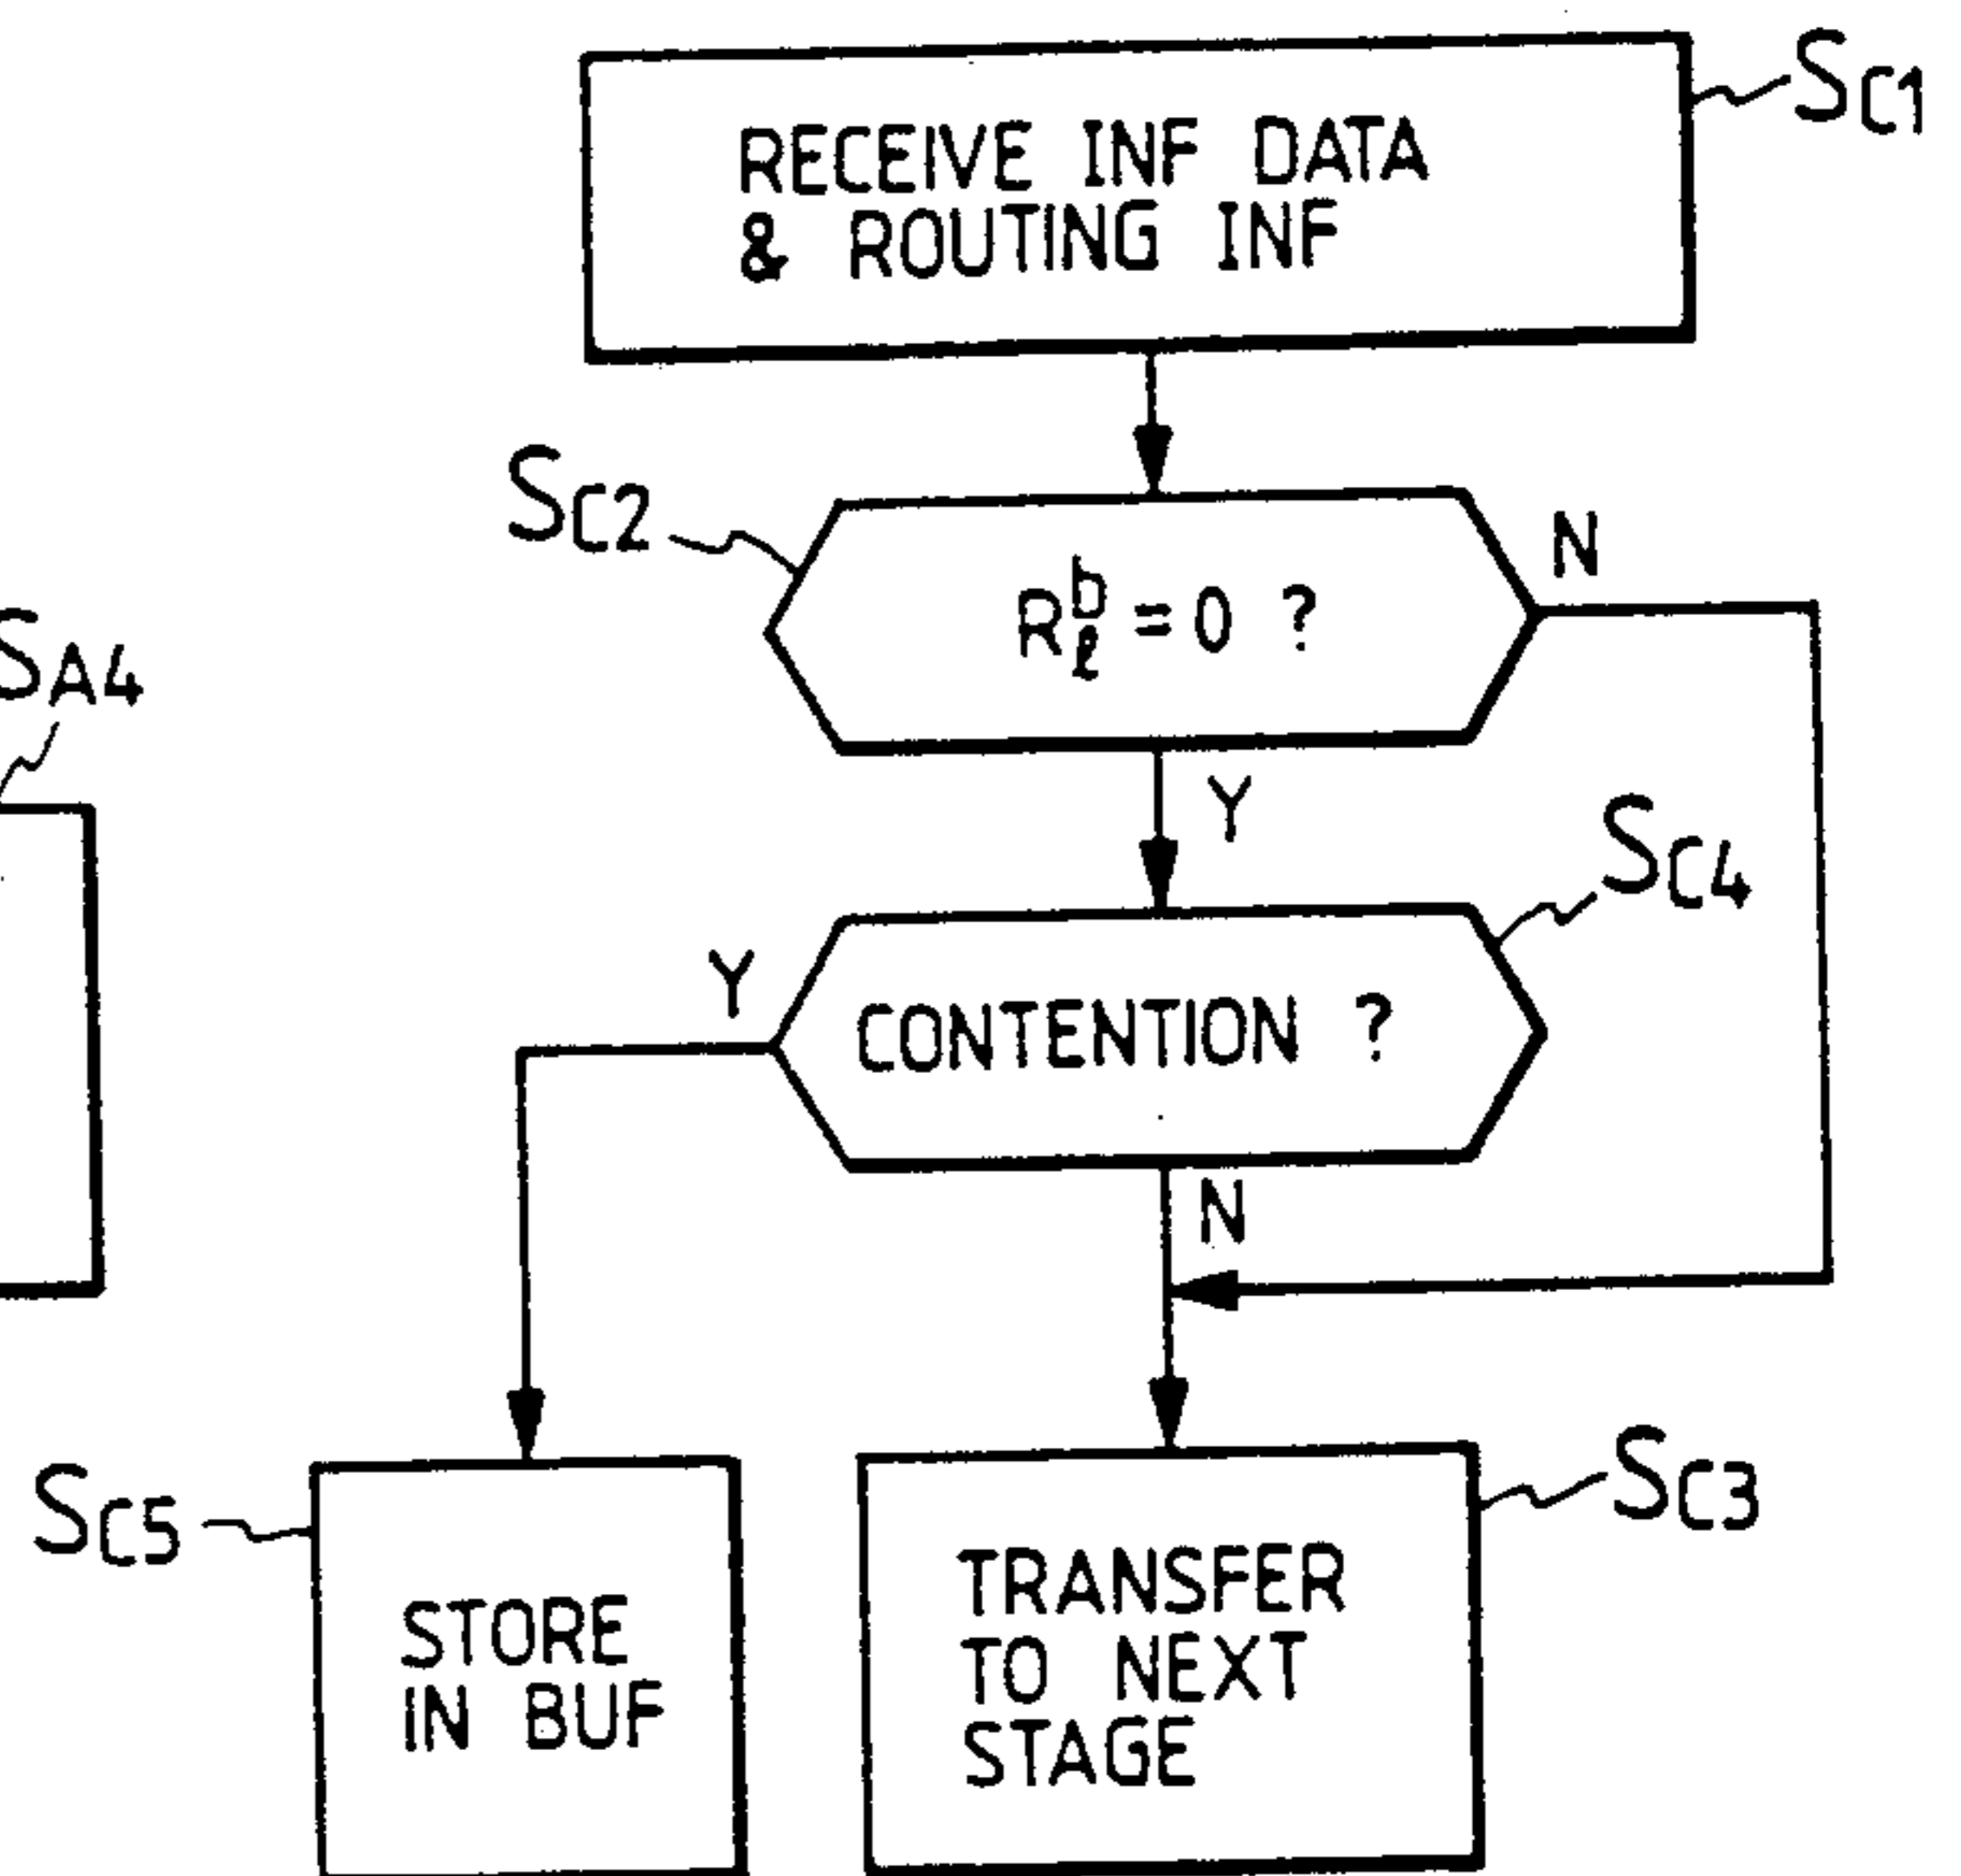 SC1
RECEIVE INF DATA
& ROUTING INF
SC2
N
R^b_ℓ = 0 ?
SA4
Y
SC4
Y
CONTENTION ?
N
SC5
SC3
STORE
IN BUF
TRANSFER
TO NEXT
STAGE